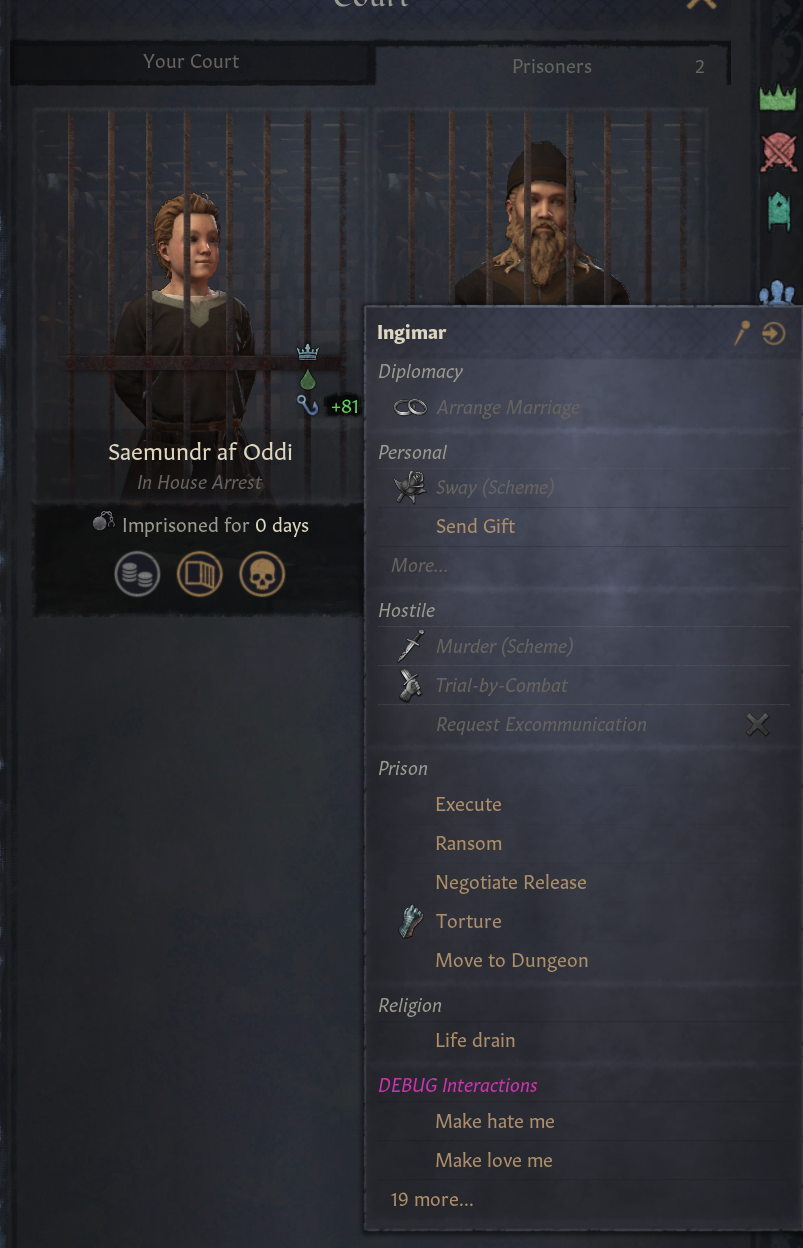 Court
Your Court
Prisoners 2
+81
Saemundr af Oddi
In House Arrest
Imprisoned for 0 days
Ingimar
Diplomacy
Arrange Marriage
Personal
Sway (Scheme)
Send Gift
More...
Hostile
Murder (Scheme)
Trial-by-Combat
Request Excommunication
Prison
Execute
Ransom
Negotiate Release
Torture
Move to Dungeon
Religion
Life drain
DEBUG Interactions
Make hate me
Make love me
19 more...